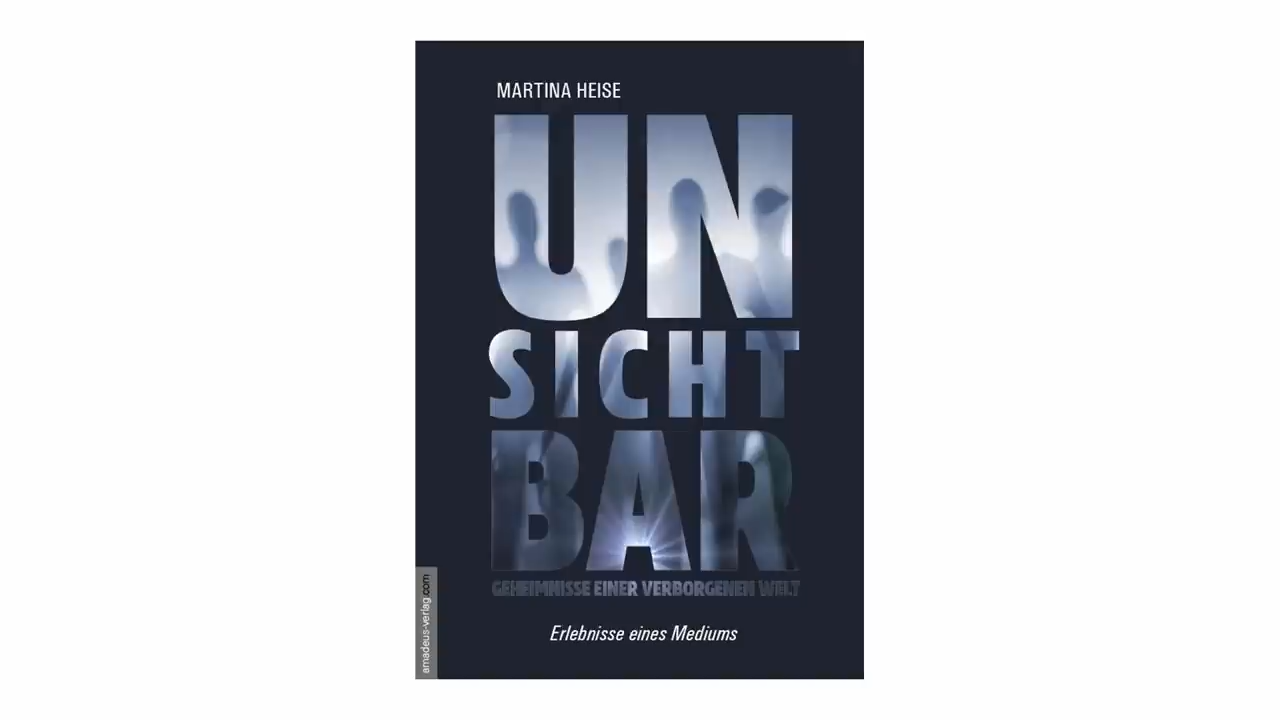 MARTINA HEISE
UN
SICHT
BAR
GEHEIMNISSE EINER VERBORGENEN WELT
Erlebnisse eines Mediums
amadeus-verlag.com